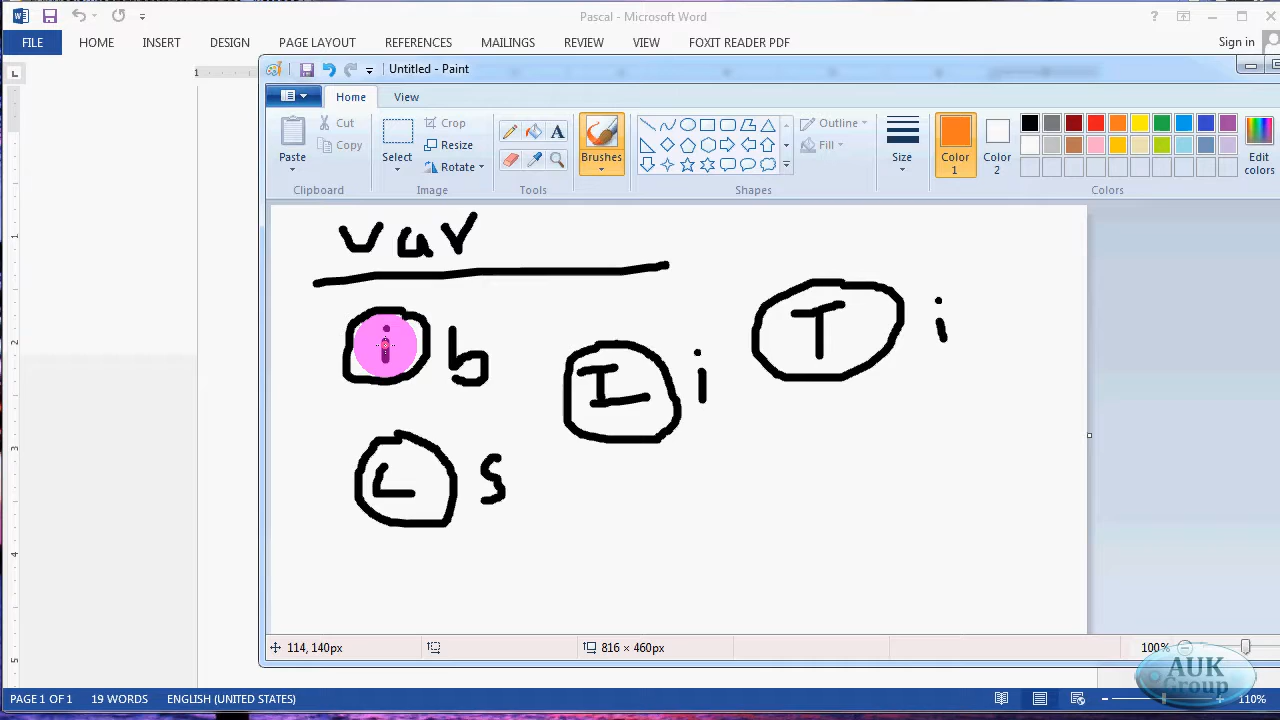 Pascal - Microsoft Word
FILE HOME INSERT DESIGN PAGE LAYOUT REFERENCES MAILINGS REVIEW VIEW FOXIT READER PDF Sign in
Untitled - Paint
Home View
Cut
Copy
Paste
Clipboard
Select
Crop
Resize
Rotate
Image
A
Tools
Brushes
Shapes
Outline
Fill
Size
Color 1
Color 2
Edit colors
Colors
var
i b I i T i
L s
114, 140px 816 × 460px 100%
AUK Group
PAGE 1 OF 1 19 WORDS ENGLISH (UNITED STATES) 110%